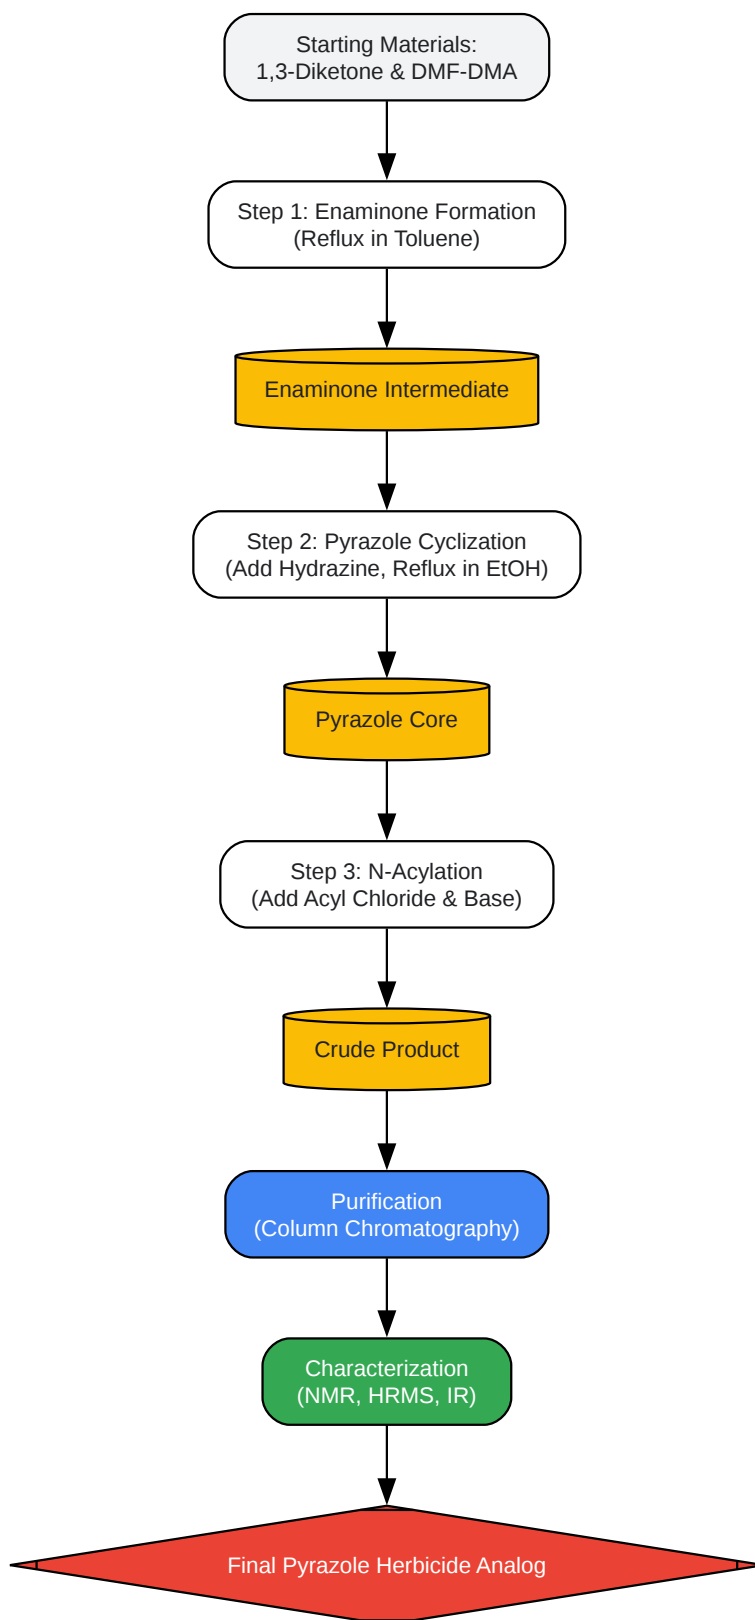 Starting Materials:
1,3-Diketone & DMF-DMA
Step 1: Enaminone Formation
(Reflux in Toluene)
Enaminone Intermediate
Step 2: Pyrazole Cyclization
(Add Hydrazine, Reflux in EtOH)
Pyrazole Core
Step 3: N-Acylation
(Add Acyl Chloride & Base)
Crude Product
Purification
(Column Chromatography)
Characterization
(NMR, HRMS, IR)
Final Pyrazole Herbicide Analog